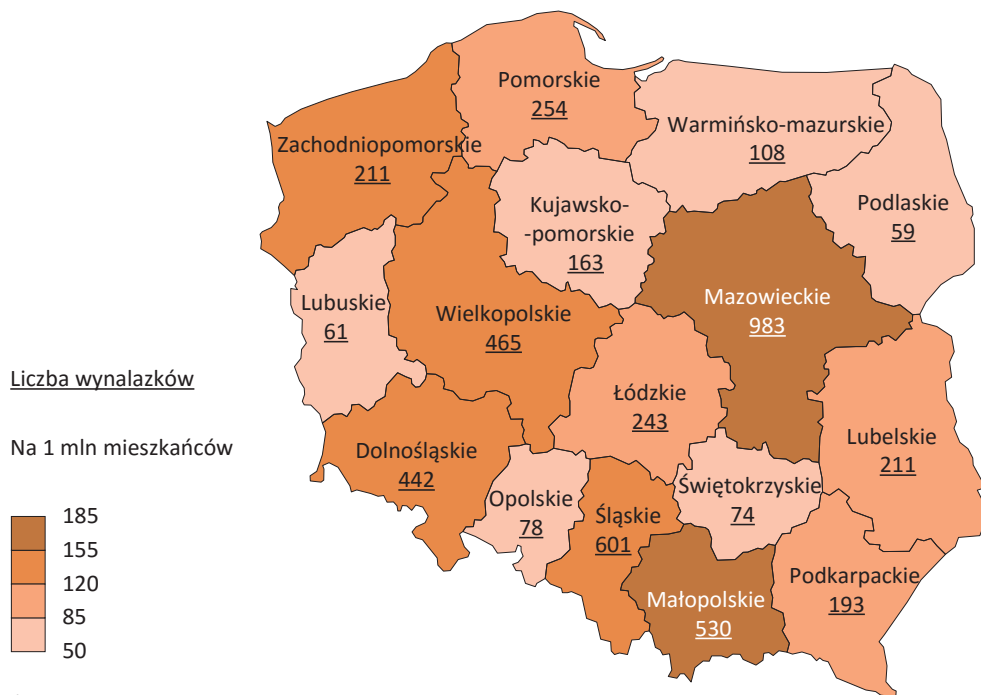 Pomorskie
254
Zachodniopomorskie
211
Warmińsko-mazurskie
108
Podlaskie
59
Kujawsko-
-pomorskie
163
Mazowieckie
983
Lubuskie
61
Wielkopolskie
465
Łódzkie
243
Lubelskie
211
Dolnośląskie
442
Opolskie
78
Śląskie
601
Świętokrzyskie
74
Małopolskie
530
Podkarpackie
193
Liczba wynalazków
Na 1 mln mieszkańców
185
155
120
85
50